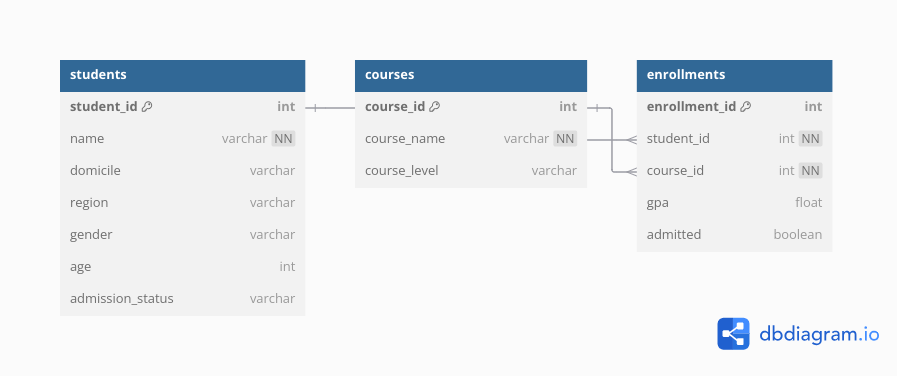 students
student_id int
name varchar NN
domicile varchar
region varchar
gender varchar
age int
admission_status varchar
courses
course_id int
course_name varchar NN
course_level varchar
enrollments
enrollment_id int
student_id int NN
course_id int NN
gpa float
admitted boolean
dbdiagram.io